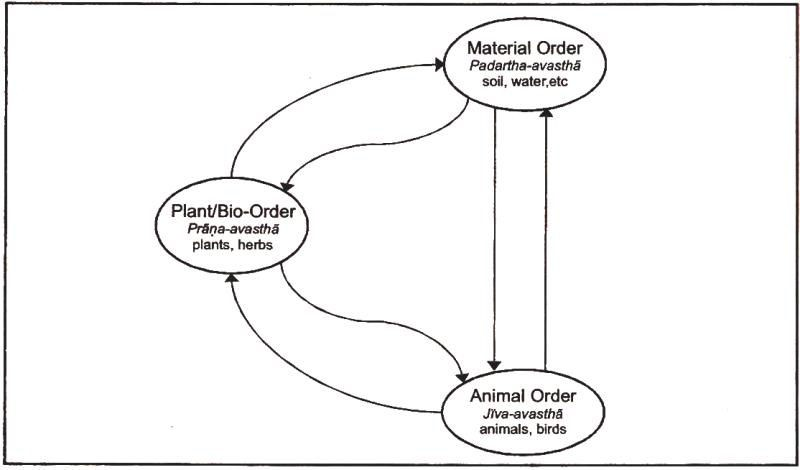 Material Order
Padartha-avasthā
soil, water,etc
Plant/Bio-Order
Prāṇa-avasthā
plants, herbs
Animal Order
Jīva-avasthā
animals, birds